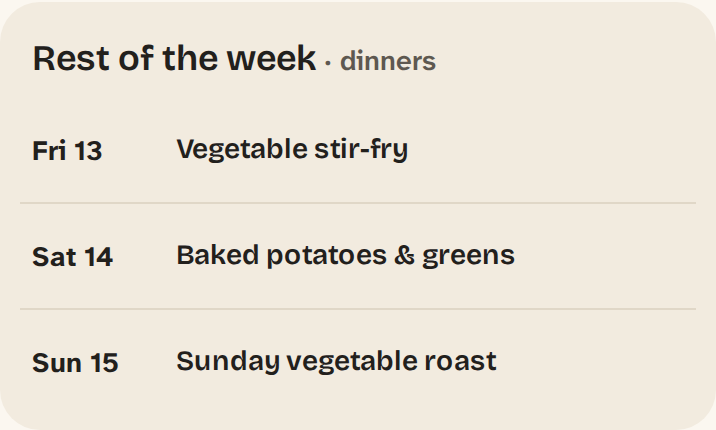 Rest of the week · dinners
Fri 13 Vegetable stir-fry
Sat 14 Baked potatoes & greens
Sun 15 Sunday vegetable roast